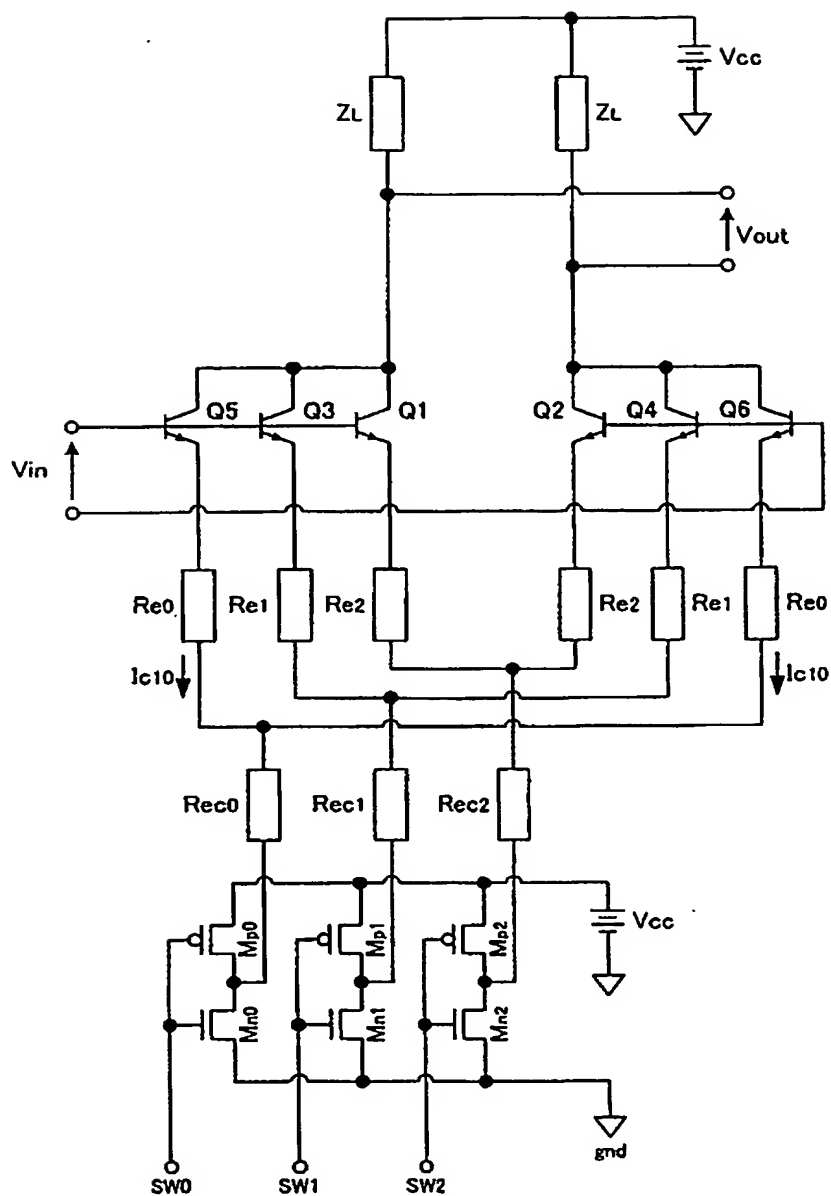 Vcc
ZL ZL
Vout
Q5 Q3 Q1 Q2 Q4 Q6
Vin
Re0 Re1 Re2 Re2 Re1 Re0
Ic10 Ic10
Rec0 Rec1 Rec2
Mp0 Mp1 Mp2 Vcc
Mn0 Mn1 Mn2
gnd
SW0 SW1 SW2